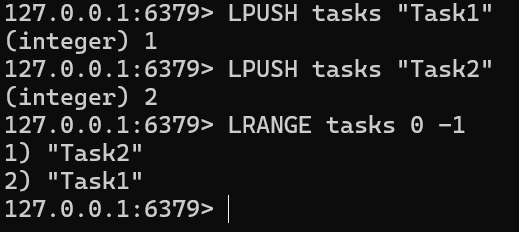 127.0.0.1:6379> LPUSH tasks "Task1"
(integer) 1
127.0.0.1:6379> LPUSH tasks "Task2"
(integer) 2
127.0.0.1:6379> LRANGE tasks 0 -1
1) "Task2"
2) "Task1"
127.0.0.1:6379>